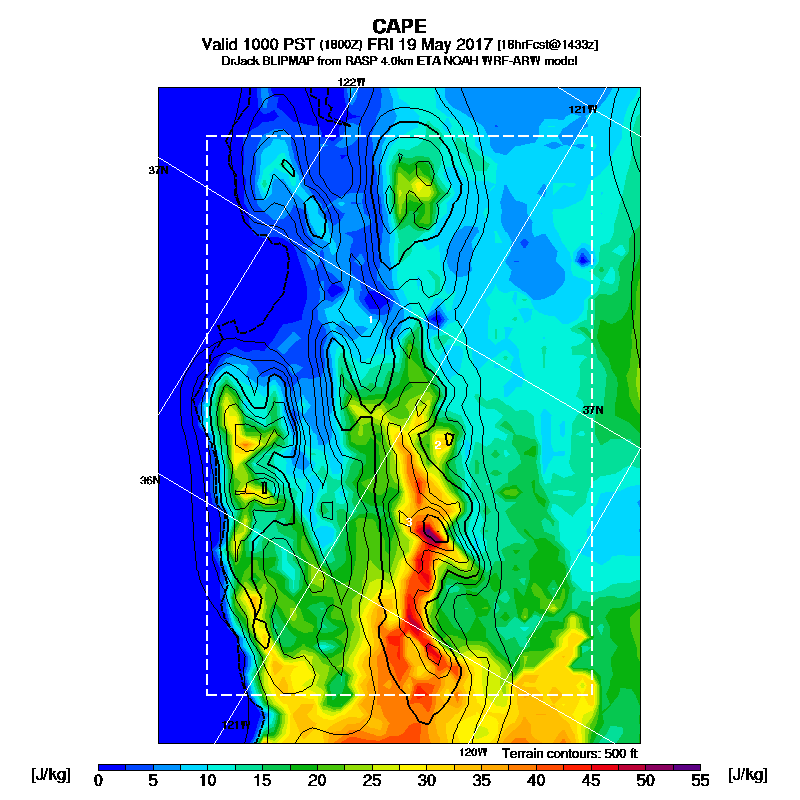 CAPE
Valid 1000 PST (1800Z) FRI 19 May 2017 [18hrFcst@1433z]
DrJack BLIPMAP from RASP 4.0km ETA NOAH WRF-ARW model
122W
121W
37N
1
37N
2
36N
3
121W
120W
Terrain contours: 500 ft
[J/kg] 0 5 10 15 20 25 30 35 40 45 50 55 [J/kg]